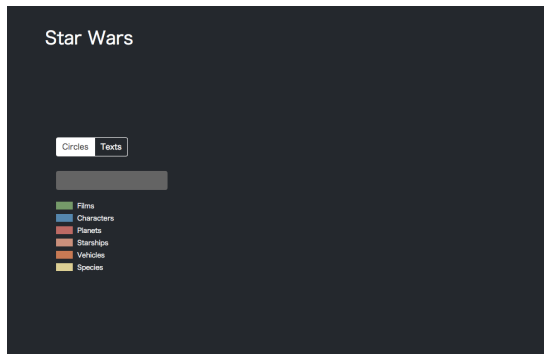 Star Wars
Circles Texts
Films
Characters
Planets
Starships
Vehicles
Species